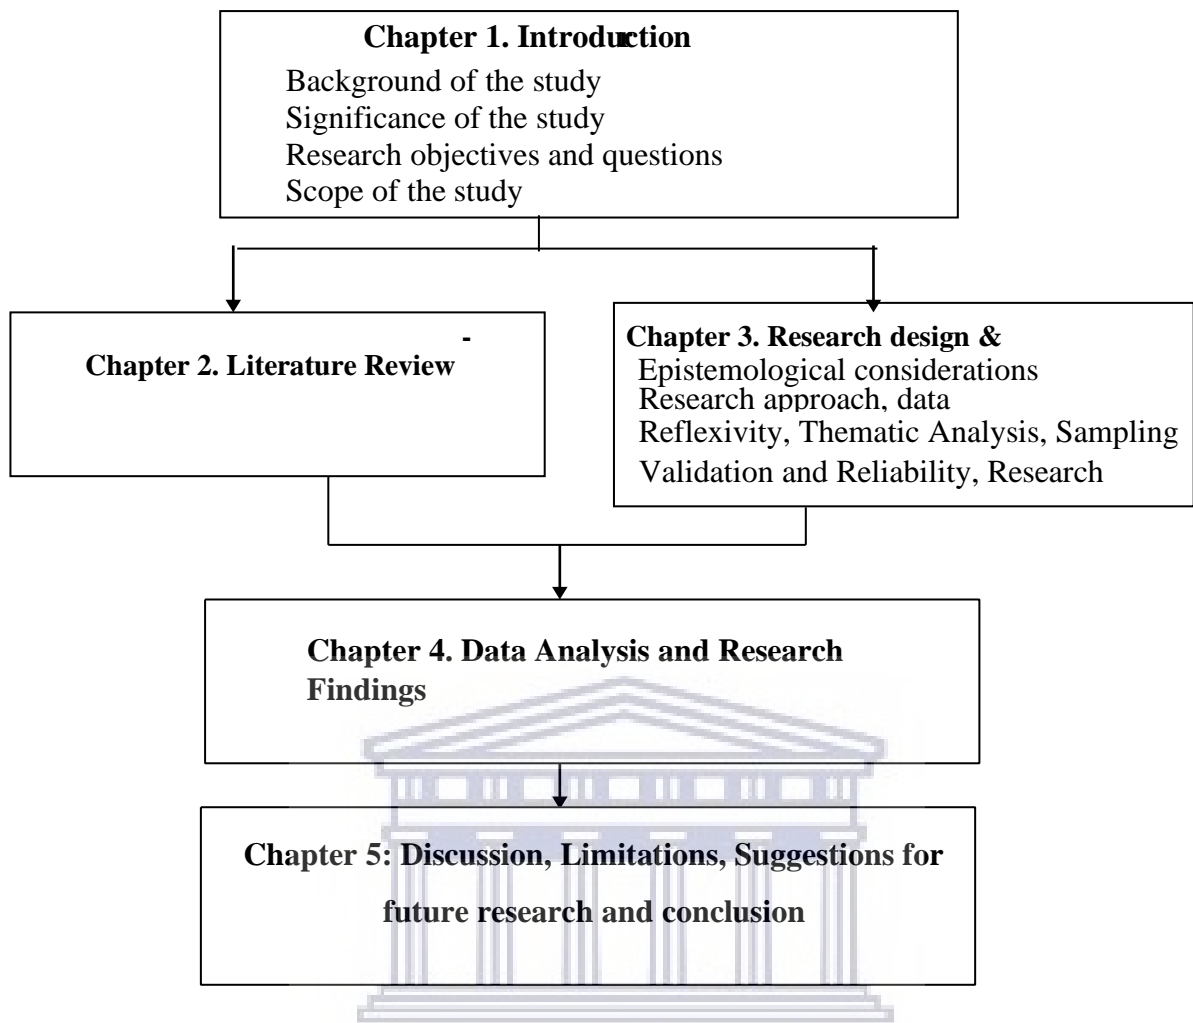 Chapter 1. Introduction
Background of the study
Significance of the study
Research objectives and questions
Scope of the study
-
Chapter 2. Literature Review
Chapter 3. Research design &
Epistemological considerations
Research approach, data
Reflexivity, Thematic Analysis, Sampling
Validation and Reliability, Research
Chapter 4. Data Analysis and Research
Findings
Chapter 5: Discussion, Limitations, Suggestions for
future research and conclusion